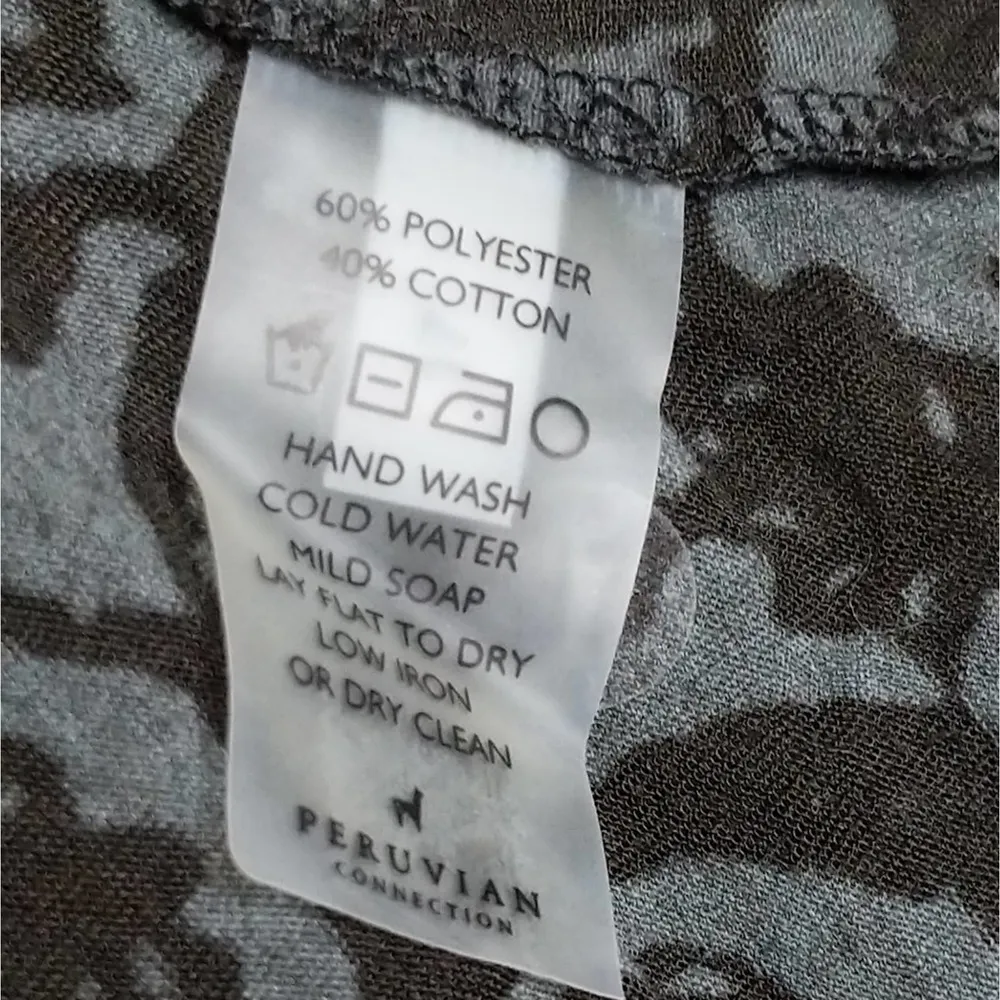 60% POLYESTER
40% COTTON
HAND WASH
COLD WATER
MILD SOAP
LAY FLAT TO DRY
LOW IRON
OR DRY CLEAN
PERUVIAN
CONNECTION